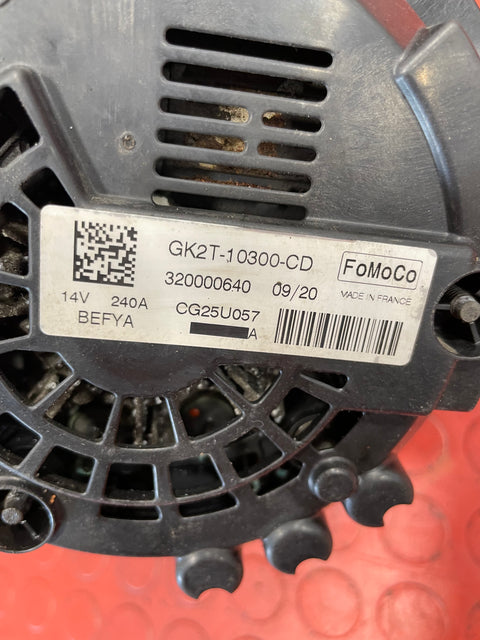 GK2T-10300-CD
FoMoCo
320000640 09/20
MADE IN FRANCE
14V 240A
CG25U057
BEFYA
A